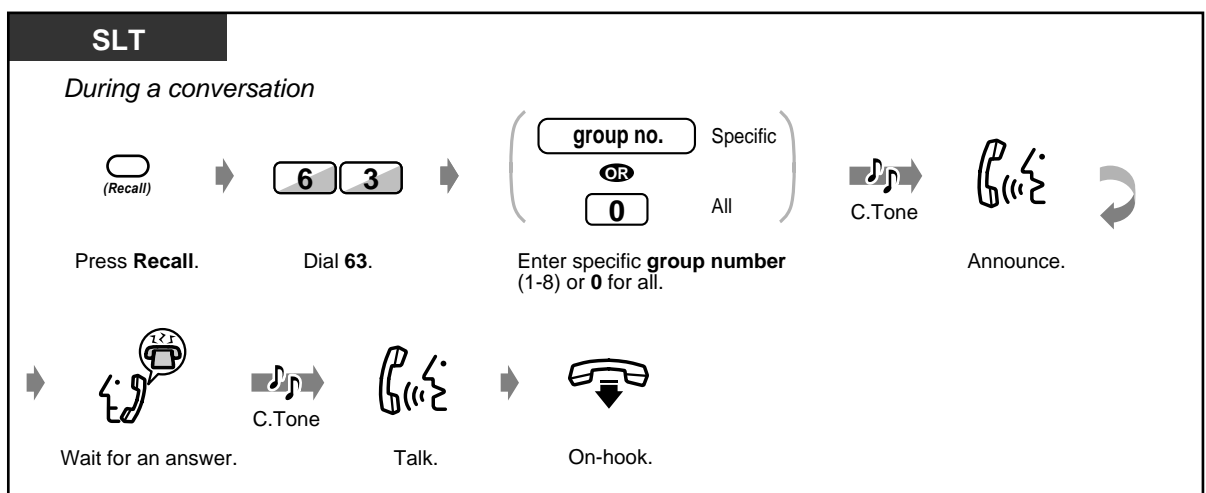 SLT
During a conversation
(Recall)
6 3
group no. Specific
OR
0 All
C.Tone
Press Recall.
Dial 63.
Enter specific group number
(1-8) or 0 for all.
Announce.
C.Tone
Wait for an answer.
Talk.
On-hook.